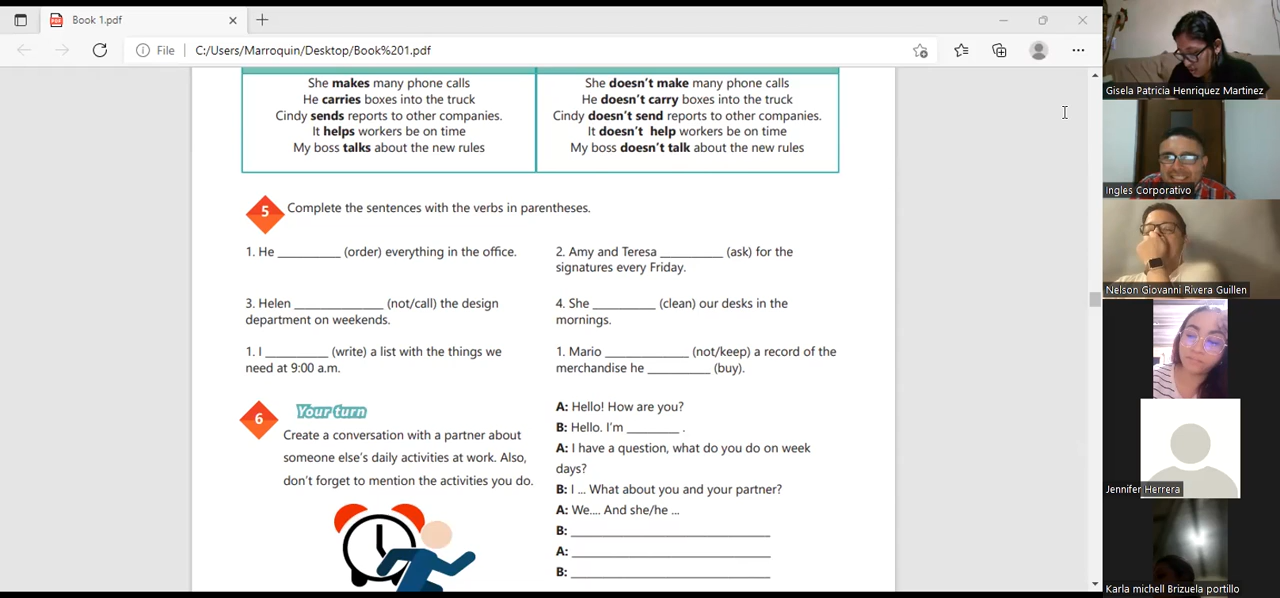 Book 1.pdf
File
C:/Users/Marroquin/Desktop/Book%201.pdf
She makes many phone calls
He carries boxes into the truck
Cindy sends reports to other companies.
It helps workers be on time
My boss talks about the new rules
She doesn't make many phone calls
He doesn't carry boxes into the truck
Cindy doesn't send reports to other companies.
It doesn't help workers be on time
My boss doesn't talk about the new rules
5
Complete the sentences with the verbs in parentheses.
1. He __________ (order) everything in the office.
2. Amy and Teresa __________ (ask) for the
signatures every Friday.
3. Helen ______________ (not/call) the design
department on weekends.
4. She __________ (clean) our desks in the
mornings.
1. I __________ (write) a list with the things we
need at 9:00 a.m.
1. Mario _____________ (not/keep) a record of the
merchandise he __________ (buy).
6
Your turn
Create a conversation with a partner about
someone else's daily activities at work. Also,
don't forget to mention the activities you do.
A: Hello! How are you?
B: Hello. I'm ________ .
A: I have a question, what do you do on week
days?
B: I ... What about you and your partner?
A: We.... And she/he ...
B: ________________________________
A: ________________________________
B: ________________________________
Gisela Patricia Henriquez Martinez
Ingles Corporativo
Nelson Giovanni Rivera Guillen
Jennifer Herrera
Karla michell Brizuela portillo